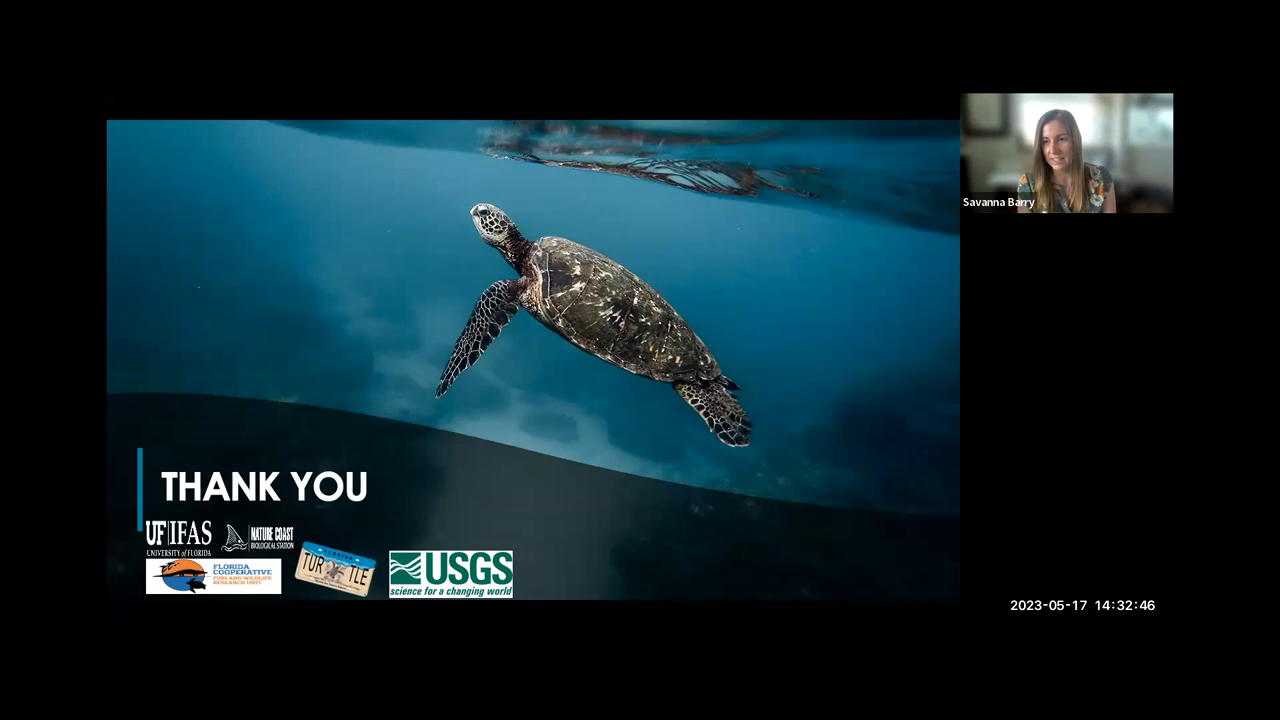 Savanna Barry
THANK YOU
UF|IFAS
UNIVERSITY of FLORIDA
NATURE COAST
BIOLOGICAL STATION
FLORIDA
COOPERATIVE
FISH AND WILDLIFE
RESEARCH UNIT
FLORIDA
TUR TLE
USGS
science for a changing world
2023-05-17 14:32:46